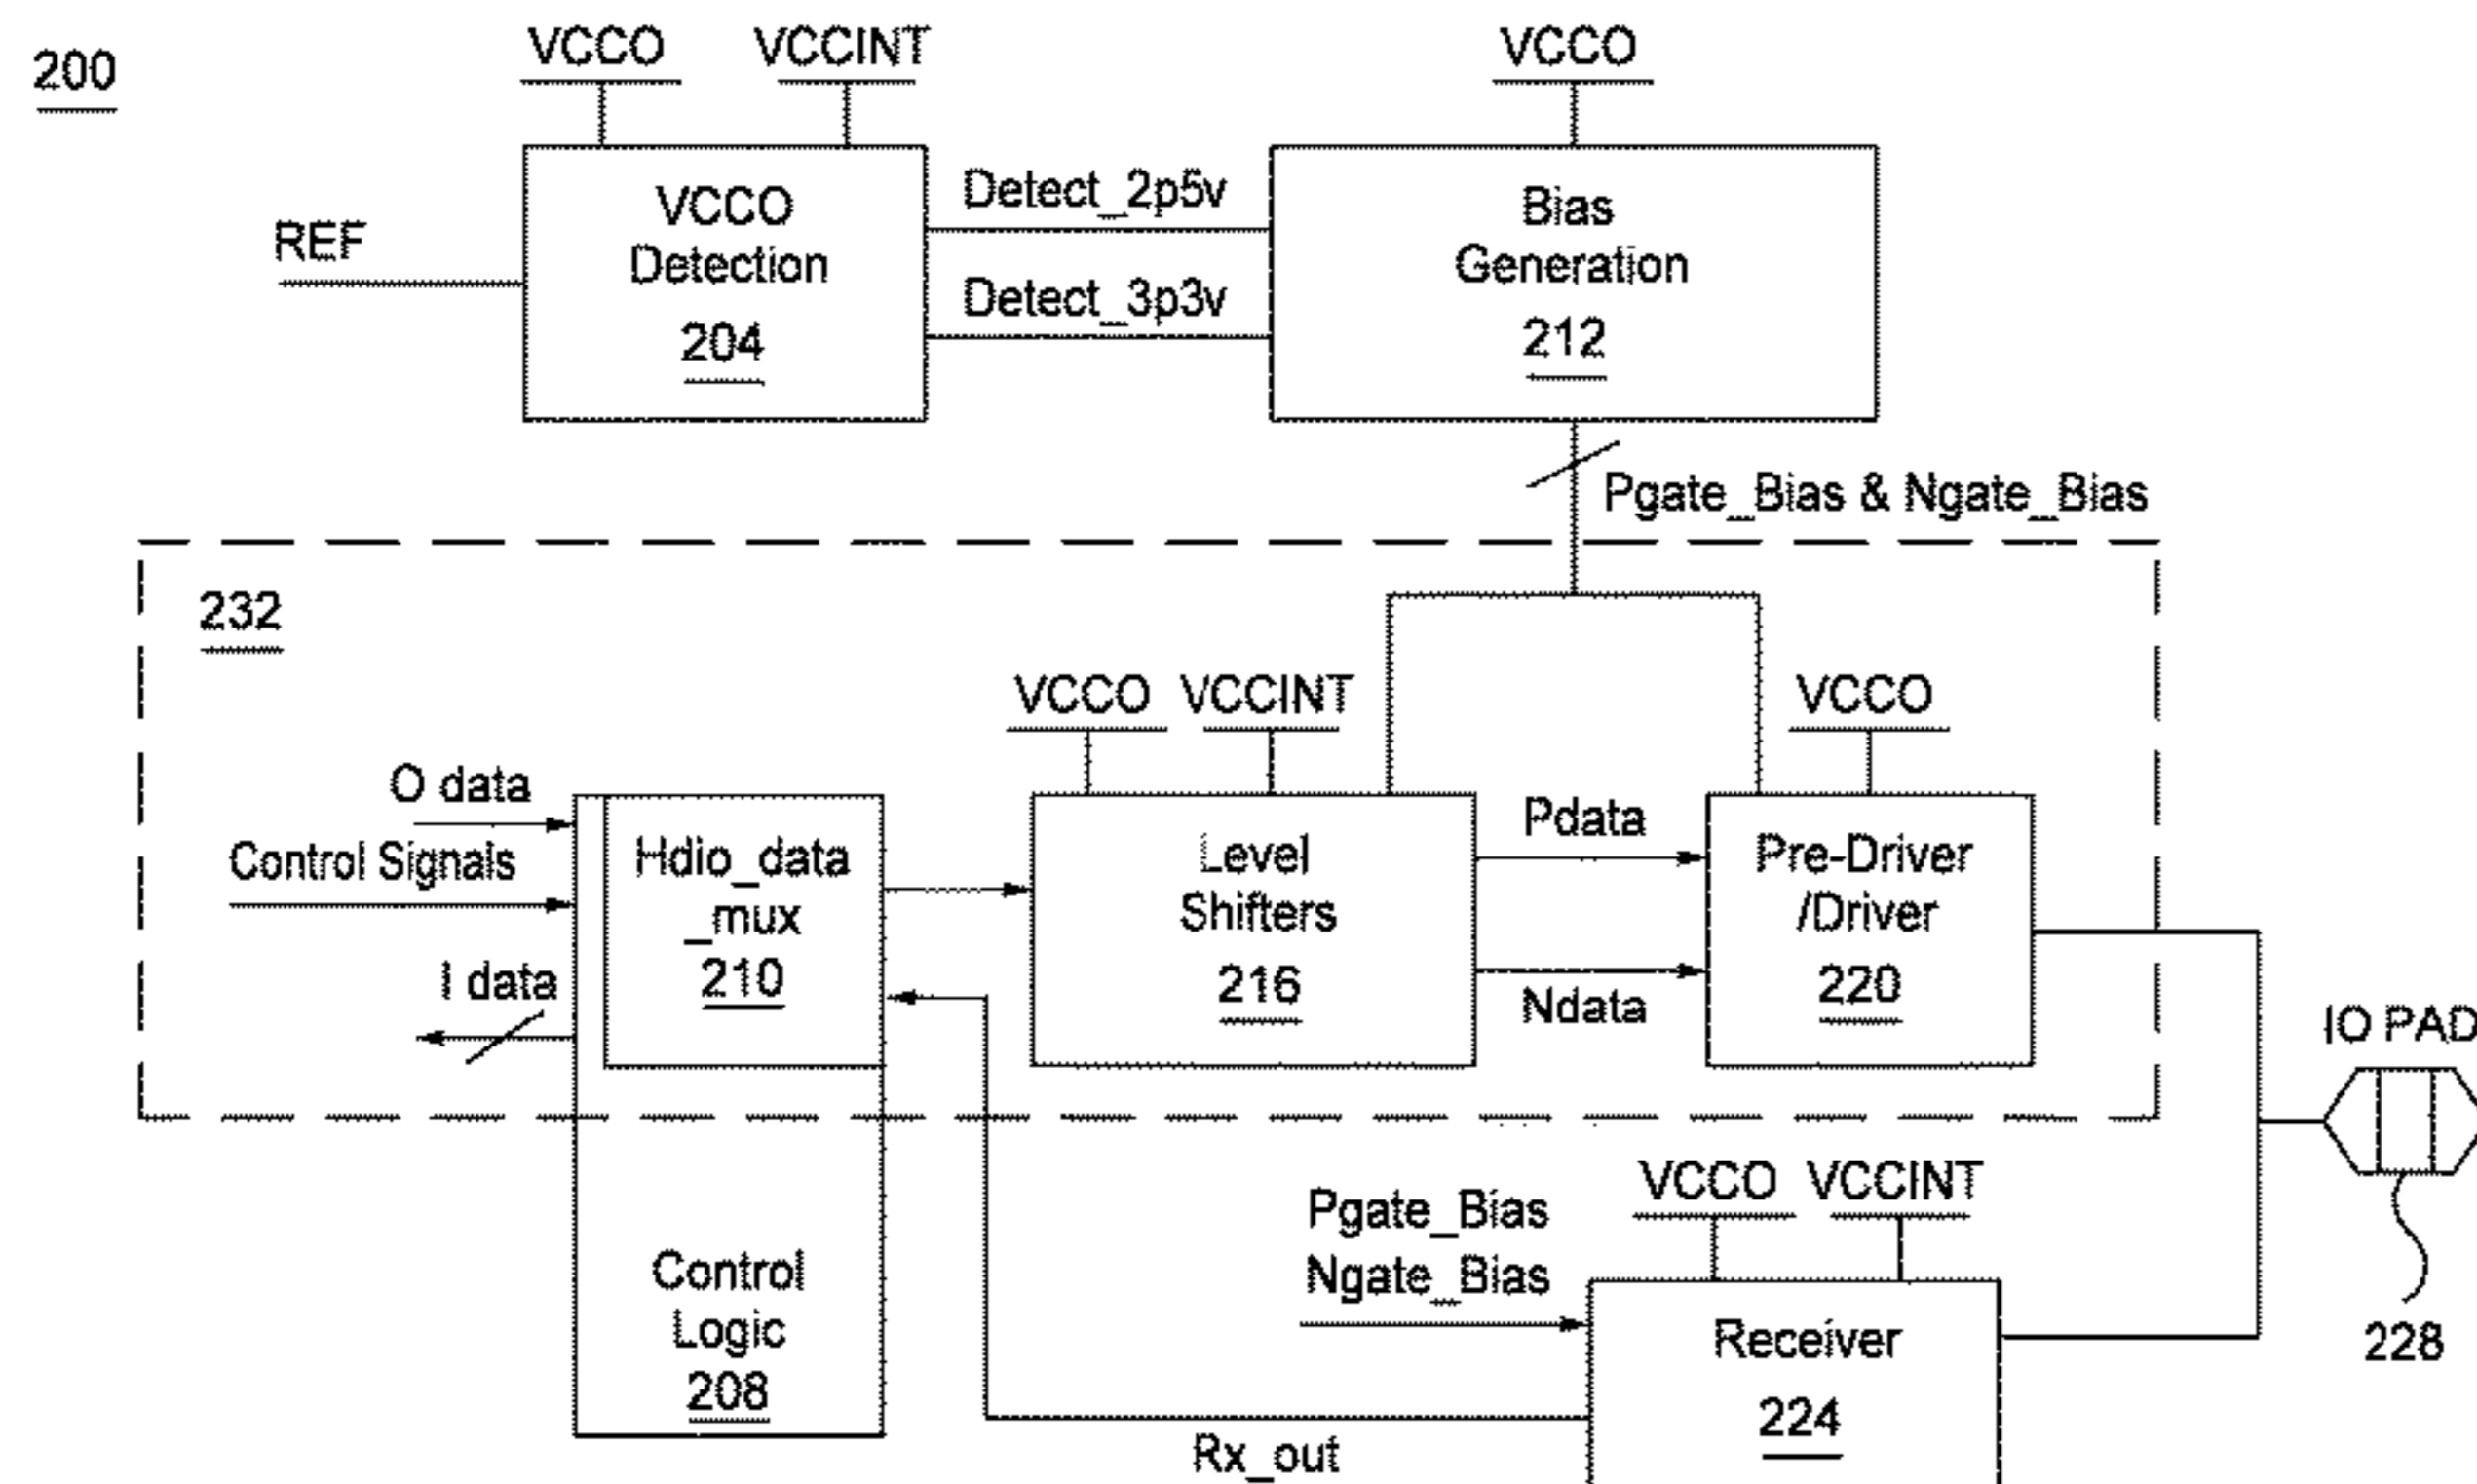 200
VCCO VCCINT
VCCO
REF
VCCO
Detection
204
Detect_2p5v
Detect_3p3v
Bias
Generation
212
Pgate_Bias & Ngate_Bias
232
VCCO VCCINT
VCCO
O data
Control Signals
I data
Hdio_data
_mux
210
Level
Shifters
216
Pdata
Ndata
Pre-Driver
/Driver
220
IO PAD
228
Control
Logic
208
Pgate_Bias
Ngate_Bias
VCCO VCCINT
Receiver
224
Rx_out